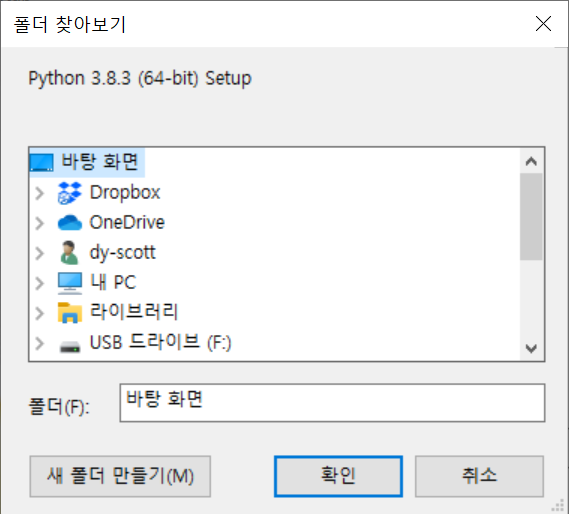 폴더 찾아보기
Python 3.8.3 (64-bit) Setup
바탕 화면
Dropbox
OneDrive
dy-scott
내 PC
라이브러리
USB 드라이브 (F:)
폴더(F):
바탕 화면
새 폴더 만들기(M)
확인
취소